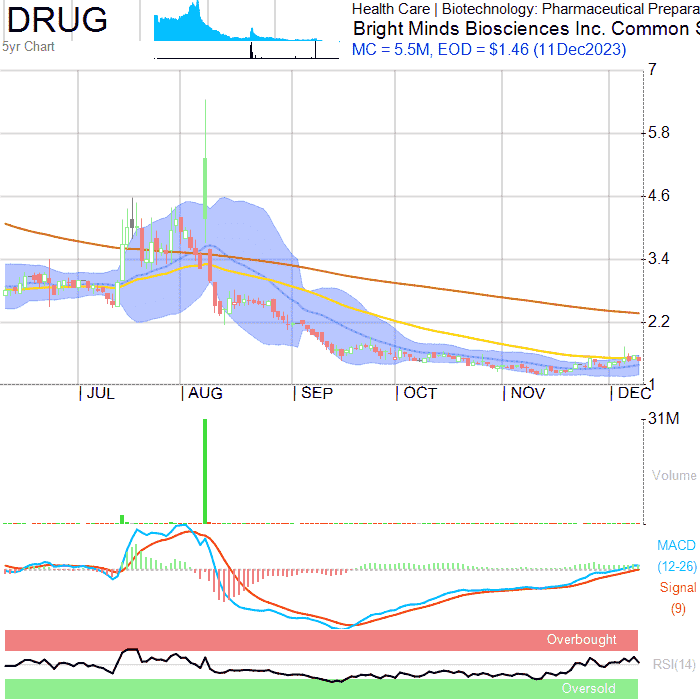 DRUG
5yr Chart
Health Care | Biotechnology: Pharmaceutical Prepara
Bright Minds Biosciences Inc. Common S
MC = 5.5M, EOD = $1.46 (11Dec2023)
7
5.8
4.6
3.4
2.2
1
JUL
AUG
SEP
OCT
NOV
DEC
31M
Volume
MACD
(12-26)
Signal
(9)
Overbought
RSI(14)
Oversold